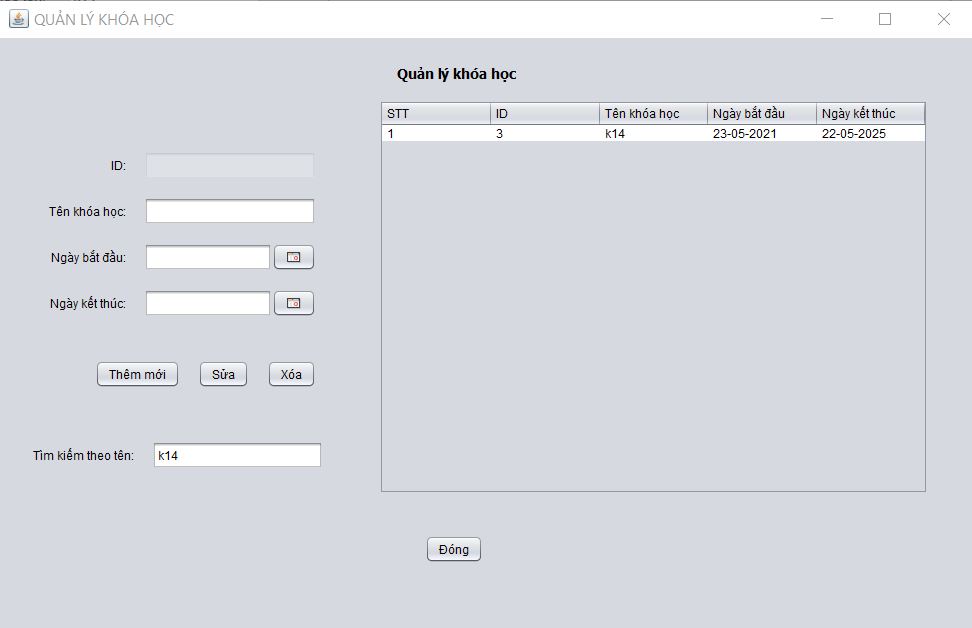 QUẢN LÝ KHÓA HỌC
Quản lý khóa học
STT ID Tên khóa học Ngày bắt đầu Ngày kết thúc
1 3 k14 23-05-2021 22-05-2025
ID:
Tên khóa học:
Ngày bắt đầu:
Ngày kết thúc:
Thêm mới Sửa Xóa
Tìm kiếm theo tên: k14
Đóng